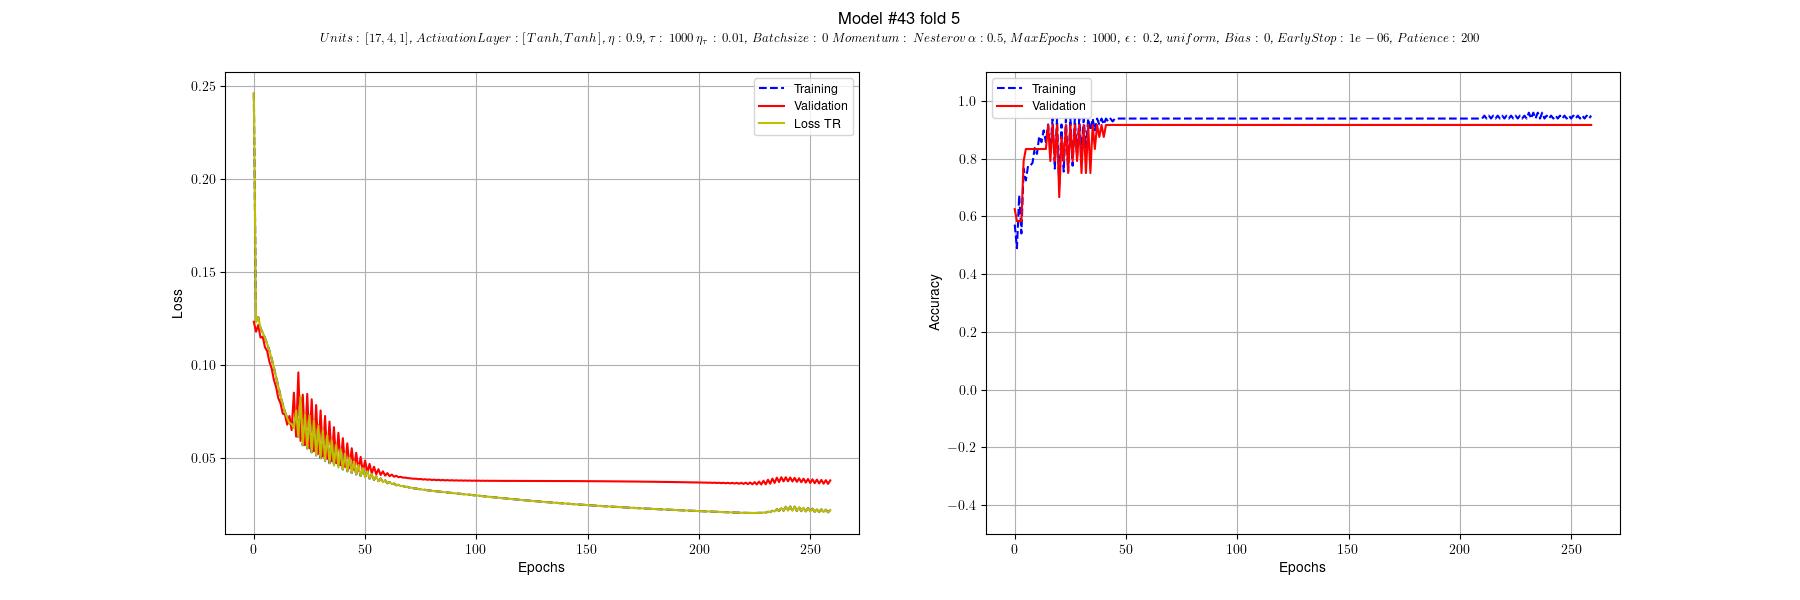 Model #43 fold 5
Units : [17, 4, 1], ActivationLayer : [Tanh, Tanh], η : 0.9, τ : 1000 ητ : 0.01, Batchsize : 0 Momentum : Nesterov α : 0.5, MaxEpochs : 1000, ϵ : 0.2, uniform, Bias : 0, EarlyStop : 1e − 06, Patience : 200
0.25
0.20
0.15
0.10
0.05
Loss
Training
Validation
Loss TR
0 50 100 150 200 250
Epochs
1.0
0.8
0.6
0.4
0.2
0.0
−0.2
−0.4
Accuracy
Training
Validation
0 50 100 150 200 250
Epochs